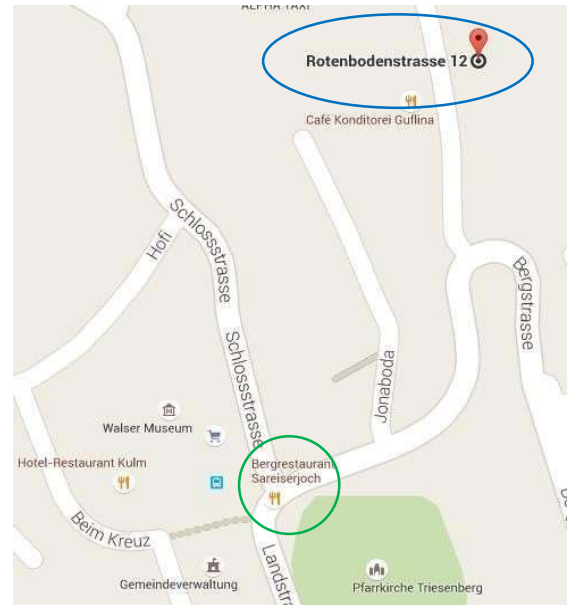 ALPHA TAXI
Rotenbodenstrasse 12
Café Konditorei Guflina
Schlossstrasse
Hofi
Bergstrasse
Schlossstrasse
Jonaboda
Walser Museum
Hotel-Restaurant Kulm
Bergrestaurant
Sareiserjoch
Beim Kreuz
Landstra
Gemeindeverwaltung
Pfarrkirche Triesenberg